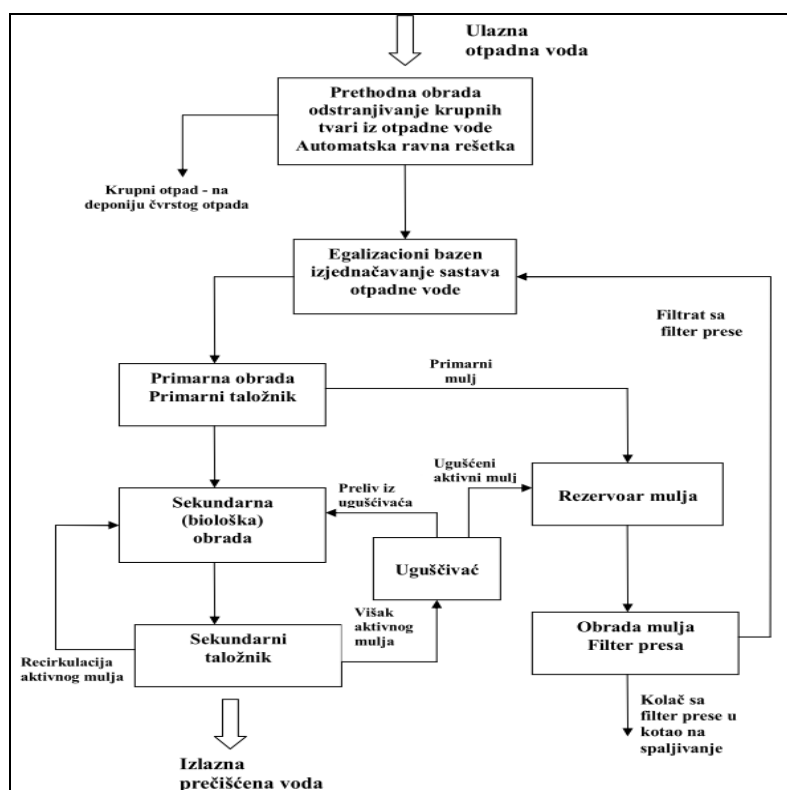 Ulazna
otpadna voda
Prethodna obrada
odstranjivanje krupnih
tvari iz otpadne vode
Automatska ravna rešetka
Krupni otpad - na
deponiju čvrstog otpada
Egalizacioni bazen
izjednačavanje sastava
otpadne vode
Filtrat sa
filter prese
Primarna obrada
Primarni taložnik
Primarni
mulj
Ugušćeni
aktivni mulj
Rezervoar mulja
Preliv iz
ugušćivaća
Sekundarna
(biološka)
obrada
Uguščivać
Višak
aktivnog
mulja
Obrada mulja
Filter presa
Sekundarni
taložnik
Recirkulacija
aktivnog mulja
Kolač sa
filter prese u
kotao na
spaljivanje
Izlazna
prečišćena voda